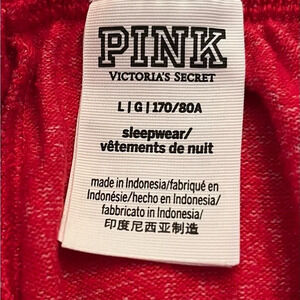 PINK
VICTORIA'S SECRET
L|G|170/80A
sleepwear/
vêtements de nuit
made in Indonesia/fabriqué en
Indonésie/hecho en Indonesia/
fabbricato in Indonesia/
印度尼西亚制造